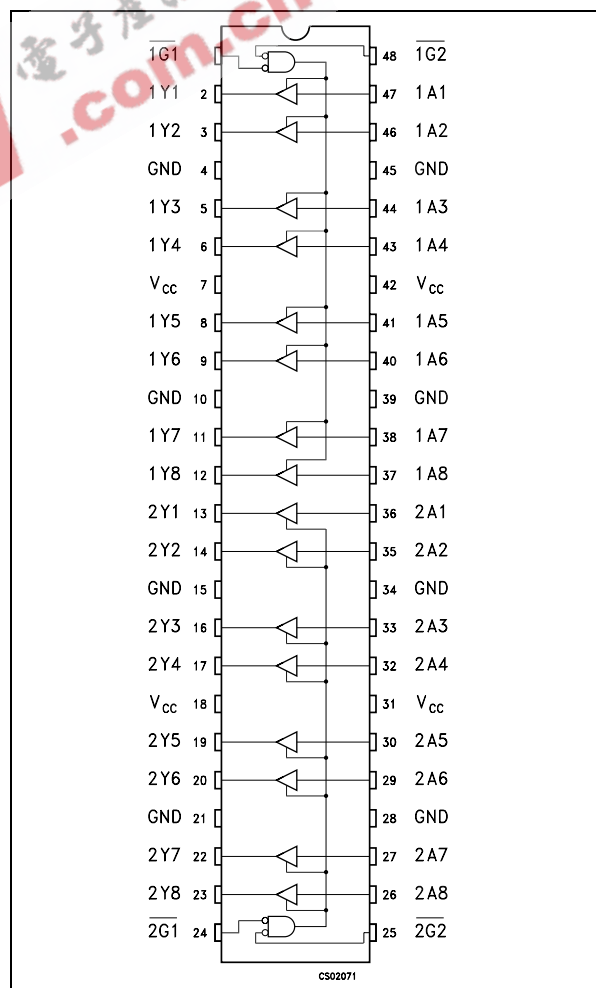 電子
.com.cn
1G1 48 1G2
1Y1 2 47 1A1
1Y2 3 46 1A2
GND 4 45 GND
1Y3 5 44 1A3
1Y4 6 43 1A4
VCC 7 42 VCC
1Y5 8 41 1A5
1Y6 9 40 1A6
GND 10 39 GND
1Y7 11 38 1A7
1Y8 12 37 1A8
2Y1 13 36 2A1
2Y2 14 35 2A2
GND 15 34 GND
2Y3 16 33 2A3
2Y4 17 32 2A4
VCC 18 31 VCC
2Y5 19 30 2A5
2Y6 20 29 2A6
GND 21 28 GND
2Y7 22 27 2A7
2Y8 23 26 2A8
2G1 24 25 2G2
CS02071